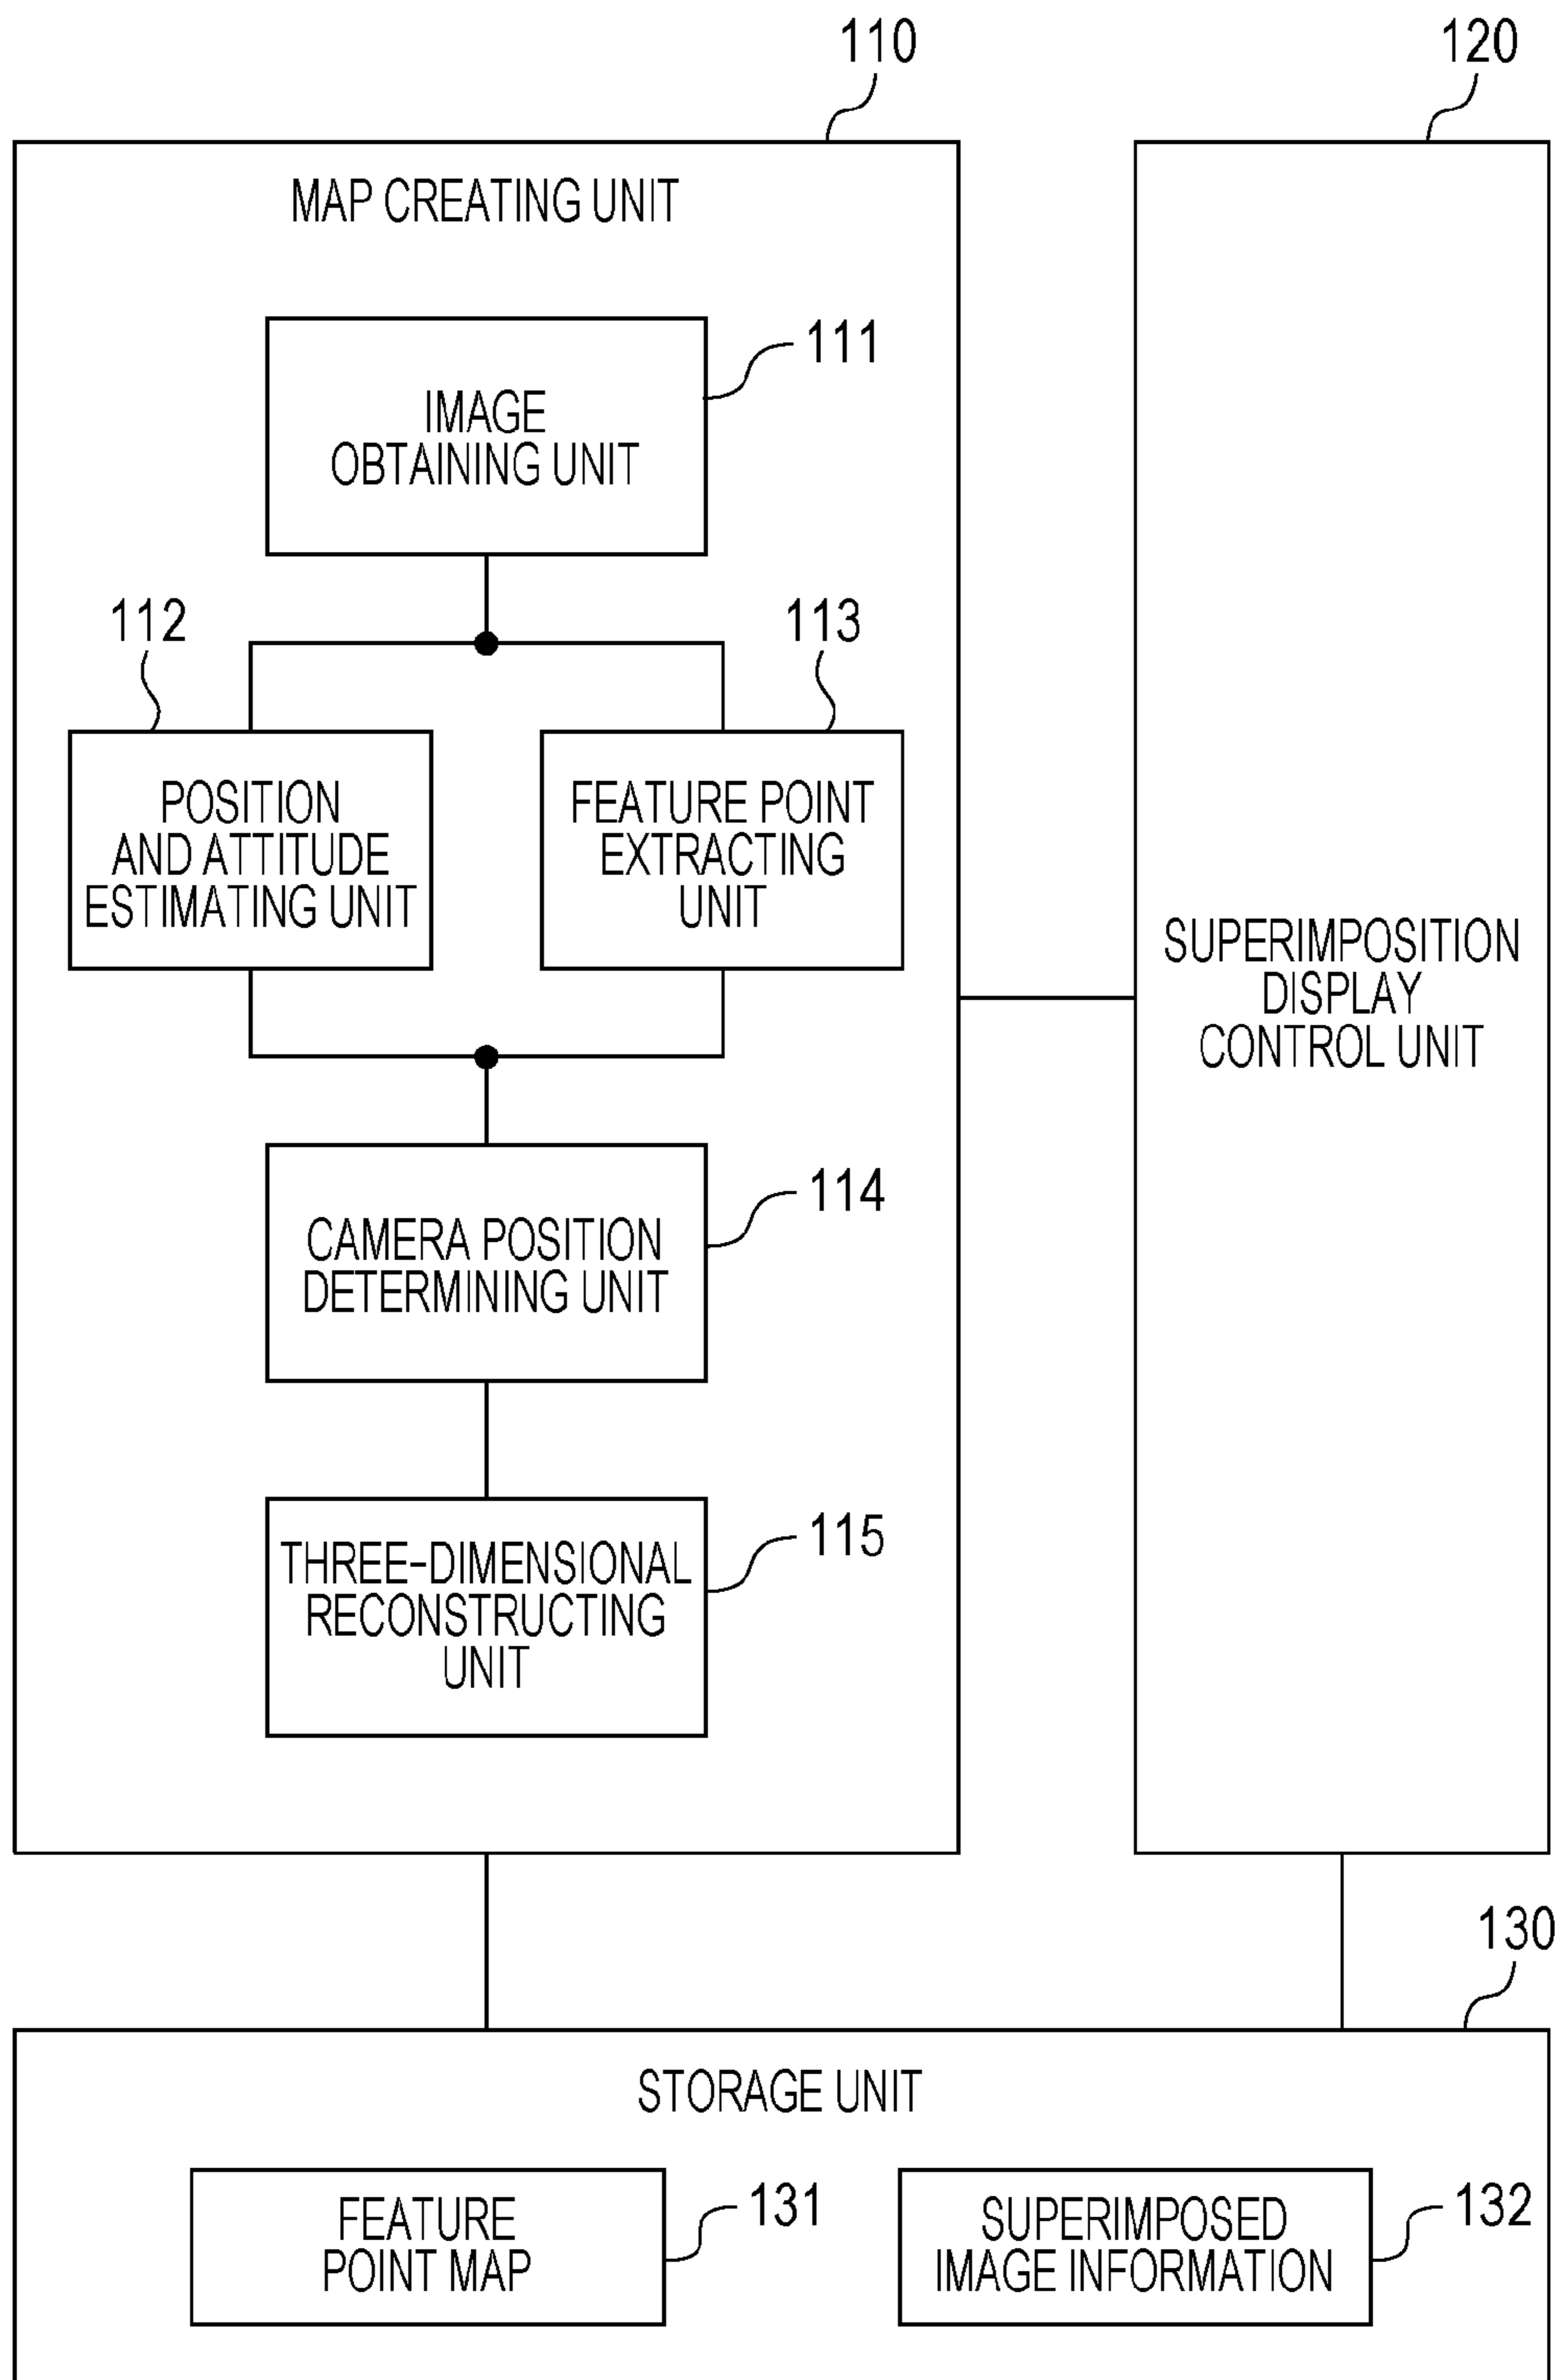 110
120
MAP CREATING UNIT
111
IMAGE
OBTAINING UNIT
112
113
POSITION
AND ATTITUDE
ESTIMATING UNIT
FEATURE POINT
EXTRACTING
UNIT
SUPERIMPOSITION
DISPLAY
CONTROL UNIT
114
CAMERA POSITION
DETERMINING UNIT
115
THREE-DIMENSIONAL
RECONSTRUCTING
UNIT
130
STORAGE UNIT
131
FEATURE
POINT MAP
132
SUPERIMPOSED
IMAGE INFORMATION